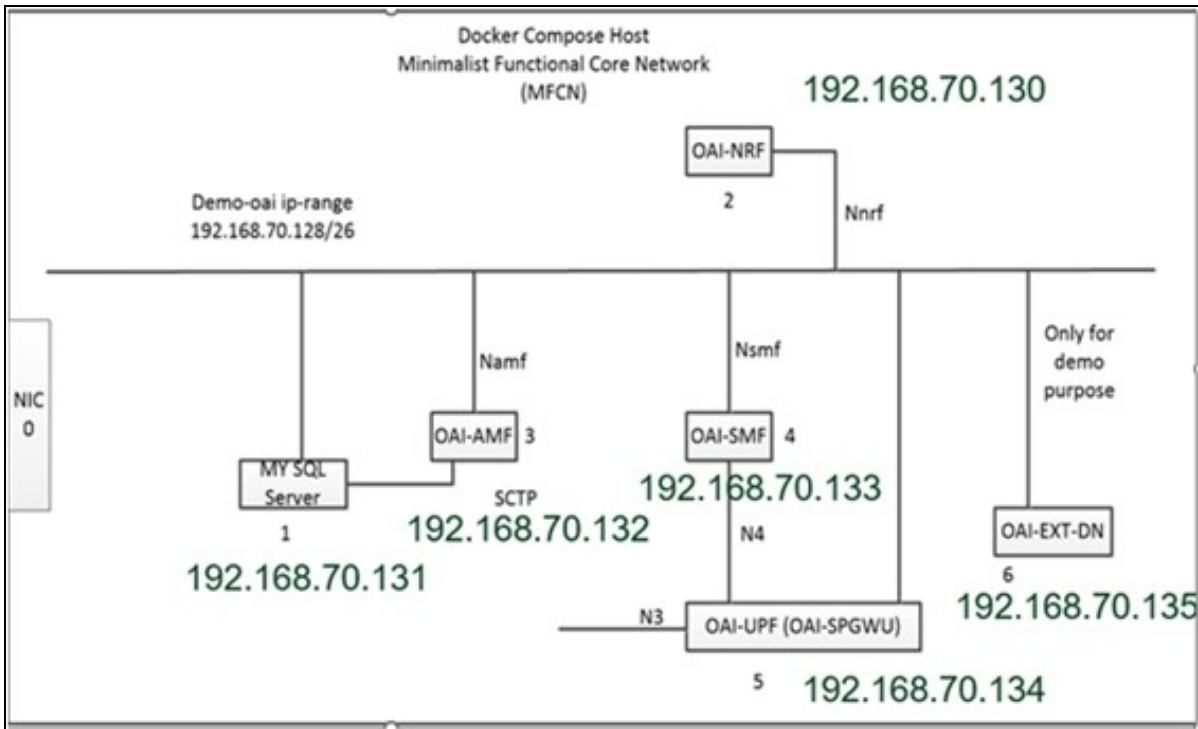 Docker Compose Host
Minimalist Functional Core Network
(MFCN)
192.168.70.130
OAI-NRF
2
Nnrf
Demo-oai ip-range
192.168.70.128/26
Namf
Nsmf
Only for
demo
purpose
NIC
0
OAI-AMF 3
OAI-SMF 4
MY SQL
Server
1
SCTP
192.168.70.132
192.168.70.133
N4
OAI-EXT-DN
6
192.168.70.131
192.168.70.135
N3
OAI-UPF (OAI-SPGWU)
5
192.168.70.134